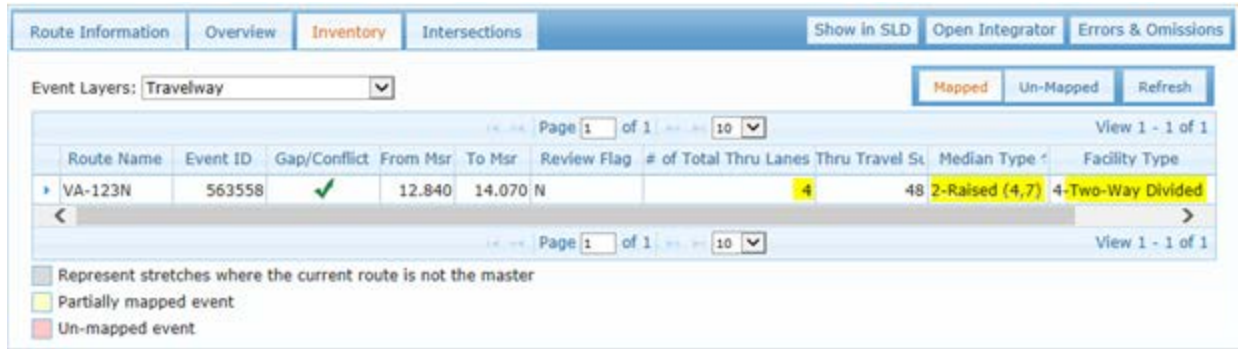 Route Information Overview Inventory Intersections Show in SLD Open Integrator Errors & Omissions
Event Layers: Travelway Mapped Un-Mapped Refresh
Page 1 of 1 10 View 1 - 1 of 1
Route Name Event ID Gap/Conflict From Msr To Msr Review Flag # of Total Thru Lanes Thru Travel Su Median Type Facility Type
VA-123N 563558 12.840 14.070 N 4 48 2-Raised (4,7) 4-Two-Way Divided
Page 1 of 1 10 View 1 - 1 of 1
Represent stretches where the current route is not the master
Partially mapped event
Un-mapped event